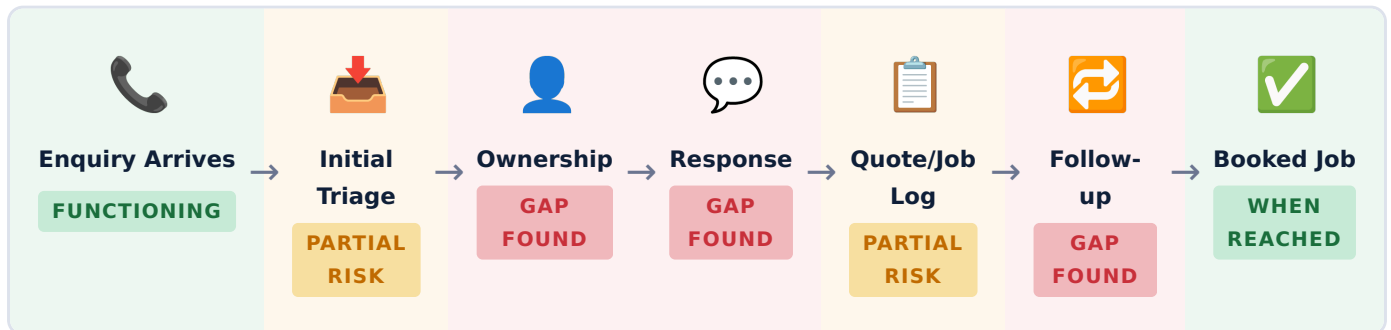 Enquiry Arrives
FUNCTIONING
Initial
Triage
PARTIAL
RISK
Ownership
GAP
FOUND
Response
GAP
FOUND
Quote/Job
Log
PARTIAL
RISK
Follow-
up
GAP
FOUND
Booked Job
WHEN
REACHED